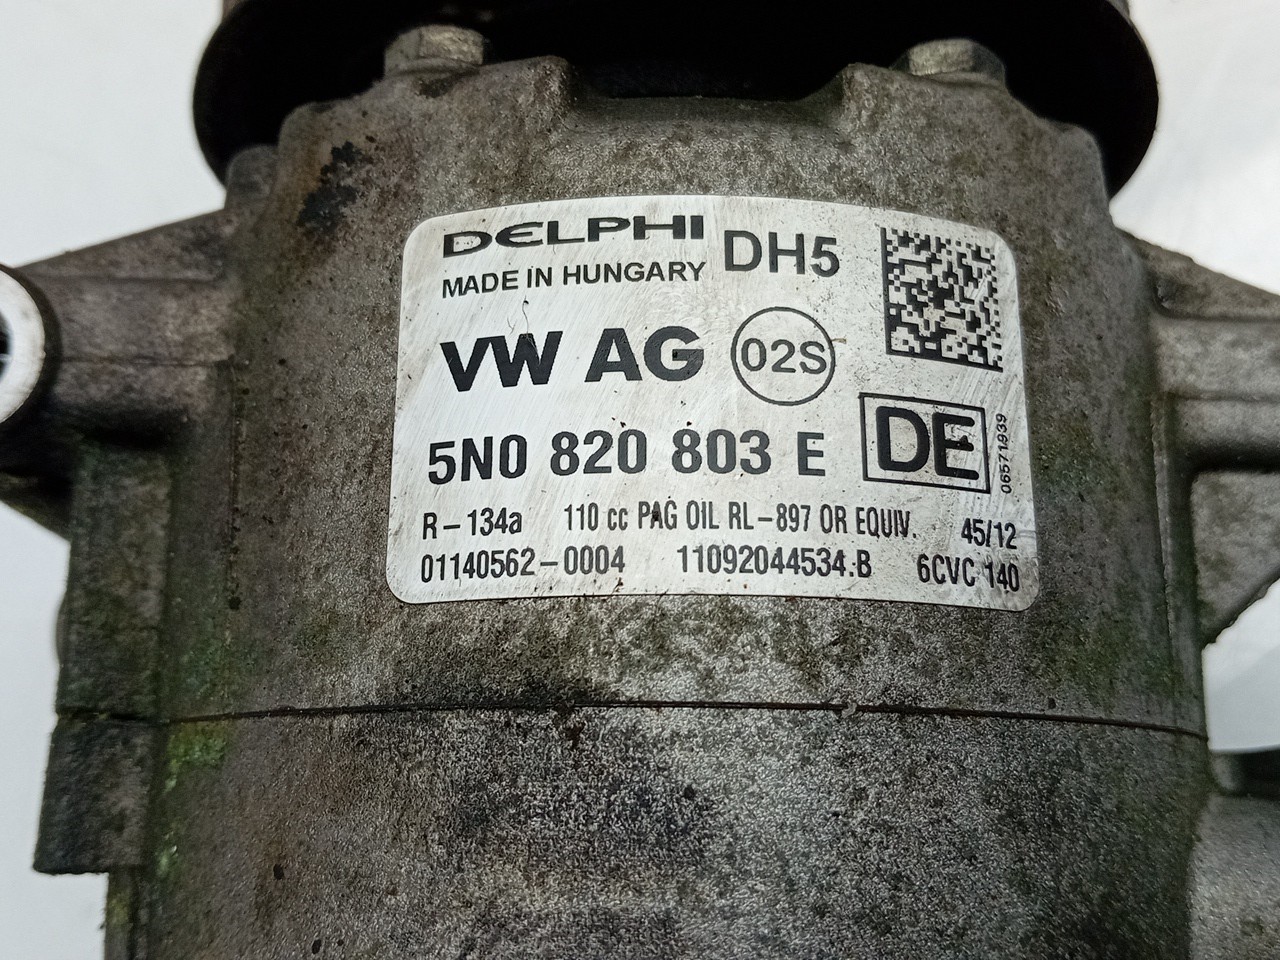 DELPHI DH5
MADE IN HUNGARY
VW AG 02S
5N0 820 803 E DE
06571939
R-134a 110 cc PAG OIL RL-897 OR EQUIV. 45/12
01140562-0004 11092044534.B 6CVC 140